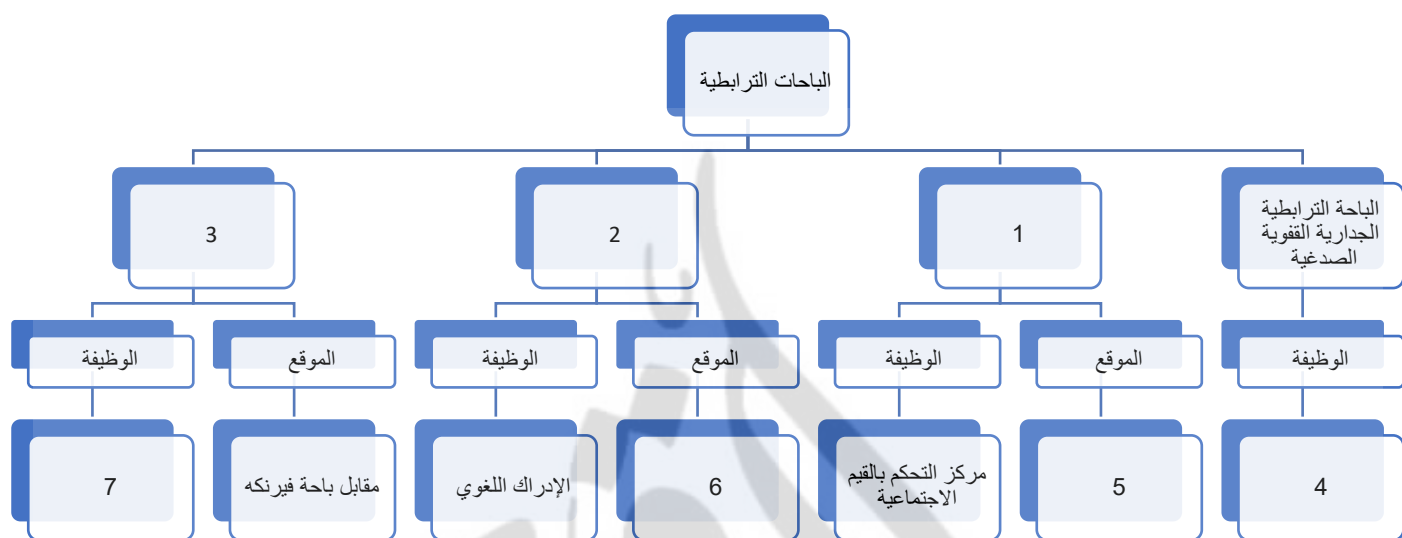 الباحات الترابطية
الباحة الترابطية
الجدارية القفوية
الصدغية
1
2
3
الوظيفة
الموقع
الوظيفة
الموقع
الوظيفة
الموقع
الوظيفة
4
5
مركز التحكم بالقيم
الاجتماعية
6
الإدراك اللغوي
مقابل باحة فيرنكه
7